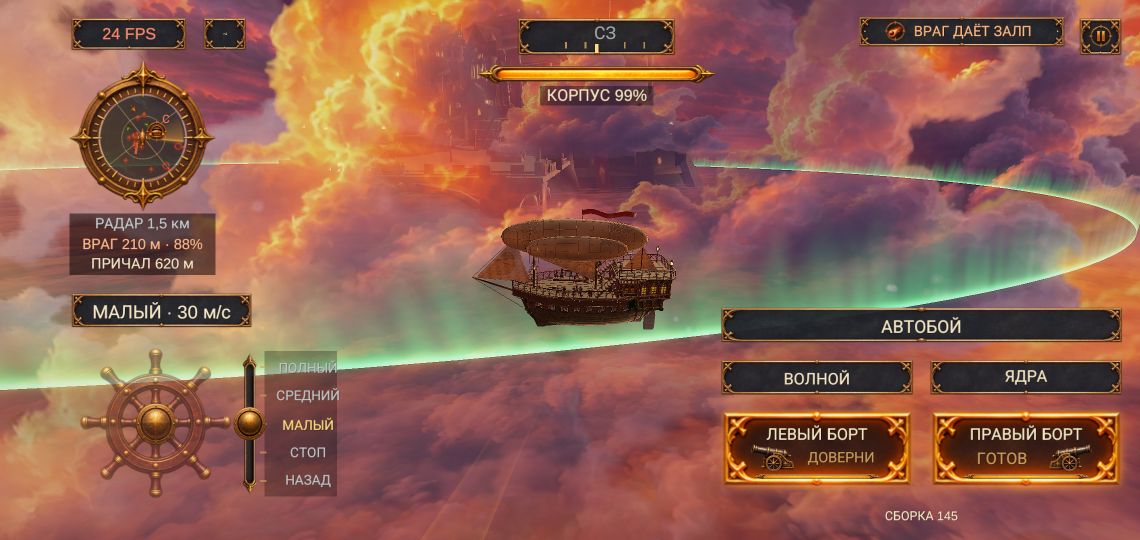 24 FPS
СЗ
ВРАГ ДАЁТ ЗАЛП
КОРПУС 99%
С
РАДАР 1,5 км
ВРАГ 210 м · 88%
ПРИЧАЛ 620 м
МАЛЫЙ · 30 м/с
ПОЛНЫЙ
СРЕДНИЙ
МАЛЫЙ
СТОП
НАЗАД
АВТОБОЙ
ВОЛНОЙ
ЯДРА
ЛЕВЫЙ БОРТ
ДОВЕРНИ
ПРАВЫЙ БОРТ
ГОТОВ
СБОРКА 145